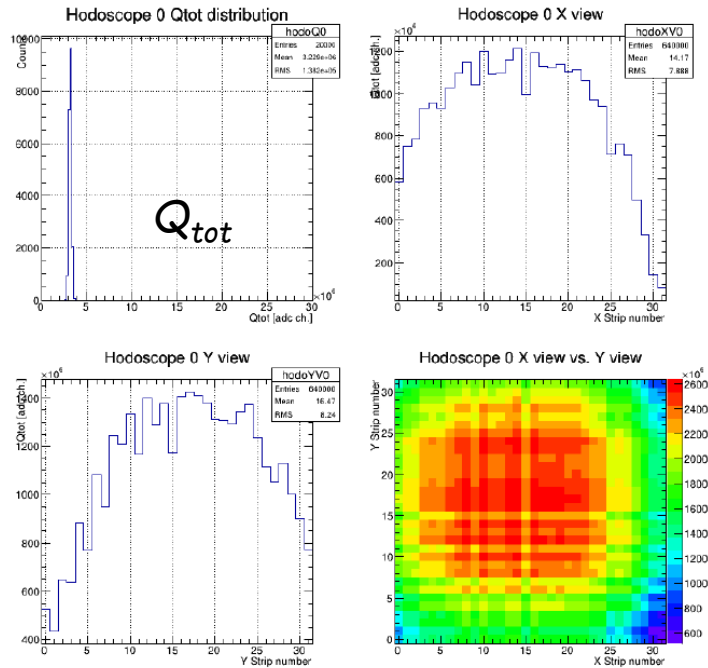 Hodoscope 0 Qtot distribution
hodoQ0
Entries 20000
Mean 3.229e+06
RMS 1.382e+05
Counts
10000
8000
6000
4000
2000
0
Qtot
0 5 10 15 20 25 30
×10⁶
Qtot [adc ch.]
Hodoscope 0 X view
hodoXV0
Entries 640000
Mean 14.17
RMS 7.888
×10⁶
Qtot [adc ch.]
1200
1000
800
600
400
200
0 5 10 15 20 25 30
X Strip number
Hodoscope 0 Y view
hodoYV0
Entries 640000
Mean 16.47
RMS 8.24
×10⁶
Qtot [adc ch.]
1400
1200
1000
800
600
400
0 5 10 15 20 25 30
Y Strip number
Hodoscope 0 X view vs. Y view
×10⁶
Y Strip number
30
25
20
15
10
5
0
0 5 10 15 20 25 30
X Strip number
2600
2400
2200
2000
1800
1600
1400
1200
1000
800
600